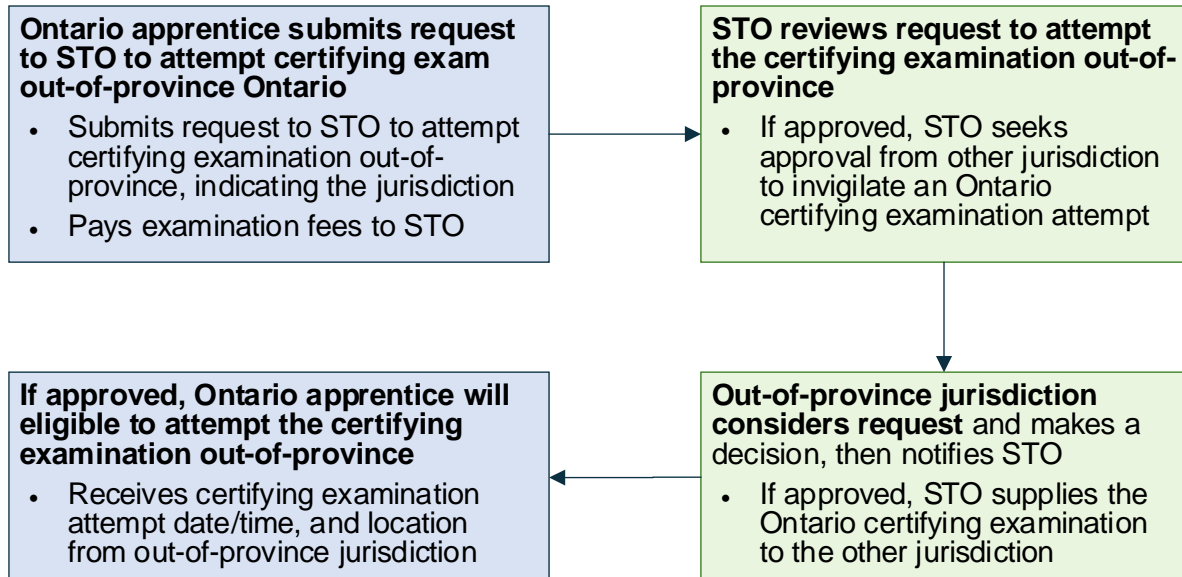 Ontario apprentice submits request
to STO to attempt certifying exam
out-of-province Ontario
• Submits request to STO to attempt
certifying examination out-of-
province, indicating the jurisdiction
• Pays examination fees to STO
STO reviews request to attempt
the certifying examination out-of-
province
• If approved, STO seeks
approval from other jurisdiction
to invigilate an Ontario
certifying examination attempt
Out-of-province jurisdiction
considers request and makes a
decision, then notifies STO
• If approved, STO supplies the
Ontario certifying examination
to the other jurisdiction
If approved, Ontario apprentice will
eligible to attempt the certifying
examination out-of-province
• Receives certifying examination
attempt date/time, and location
from out-of-province jurisdiction